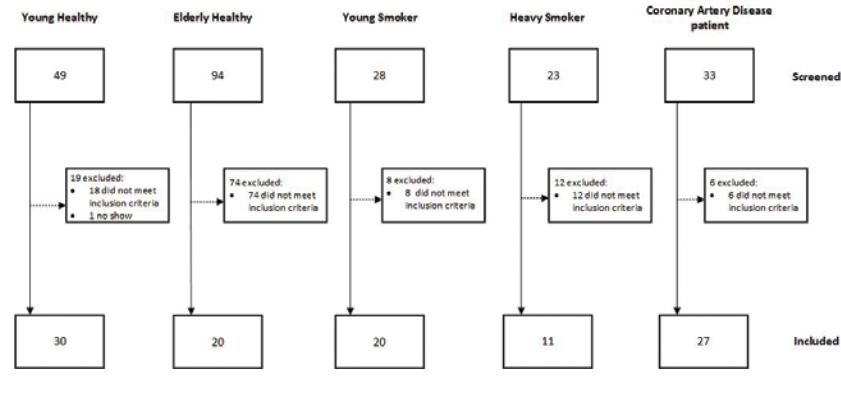 Young Healthy
Elderly Healthy
Young Smoker
Heavy Smoker
Coronary Artery Disease
patient
49
94
28
23
33
Screened
19 excluded:
• 18 did not meet
inclusion criteria
• 1 no show
74 excluded:
• 74 did not meet
inclusion criteria
8 excluded:
• 8 did not meet
inclusion criteria
12 excluded:
• 12 did not meet
inclusion criteria
6 excluded:
• 6 did not meet
inclusion criteria
30
20
20
11
27
Included